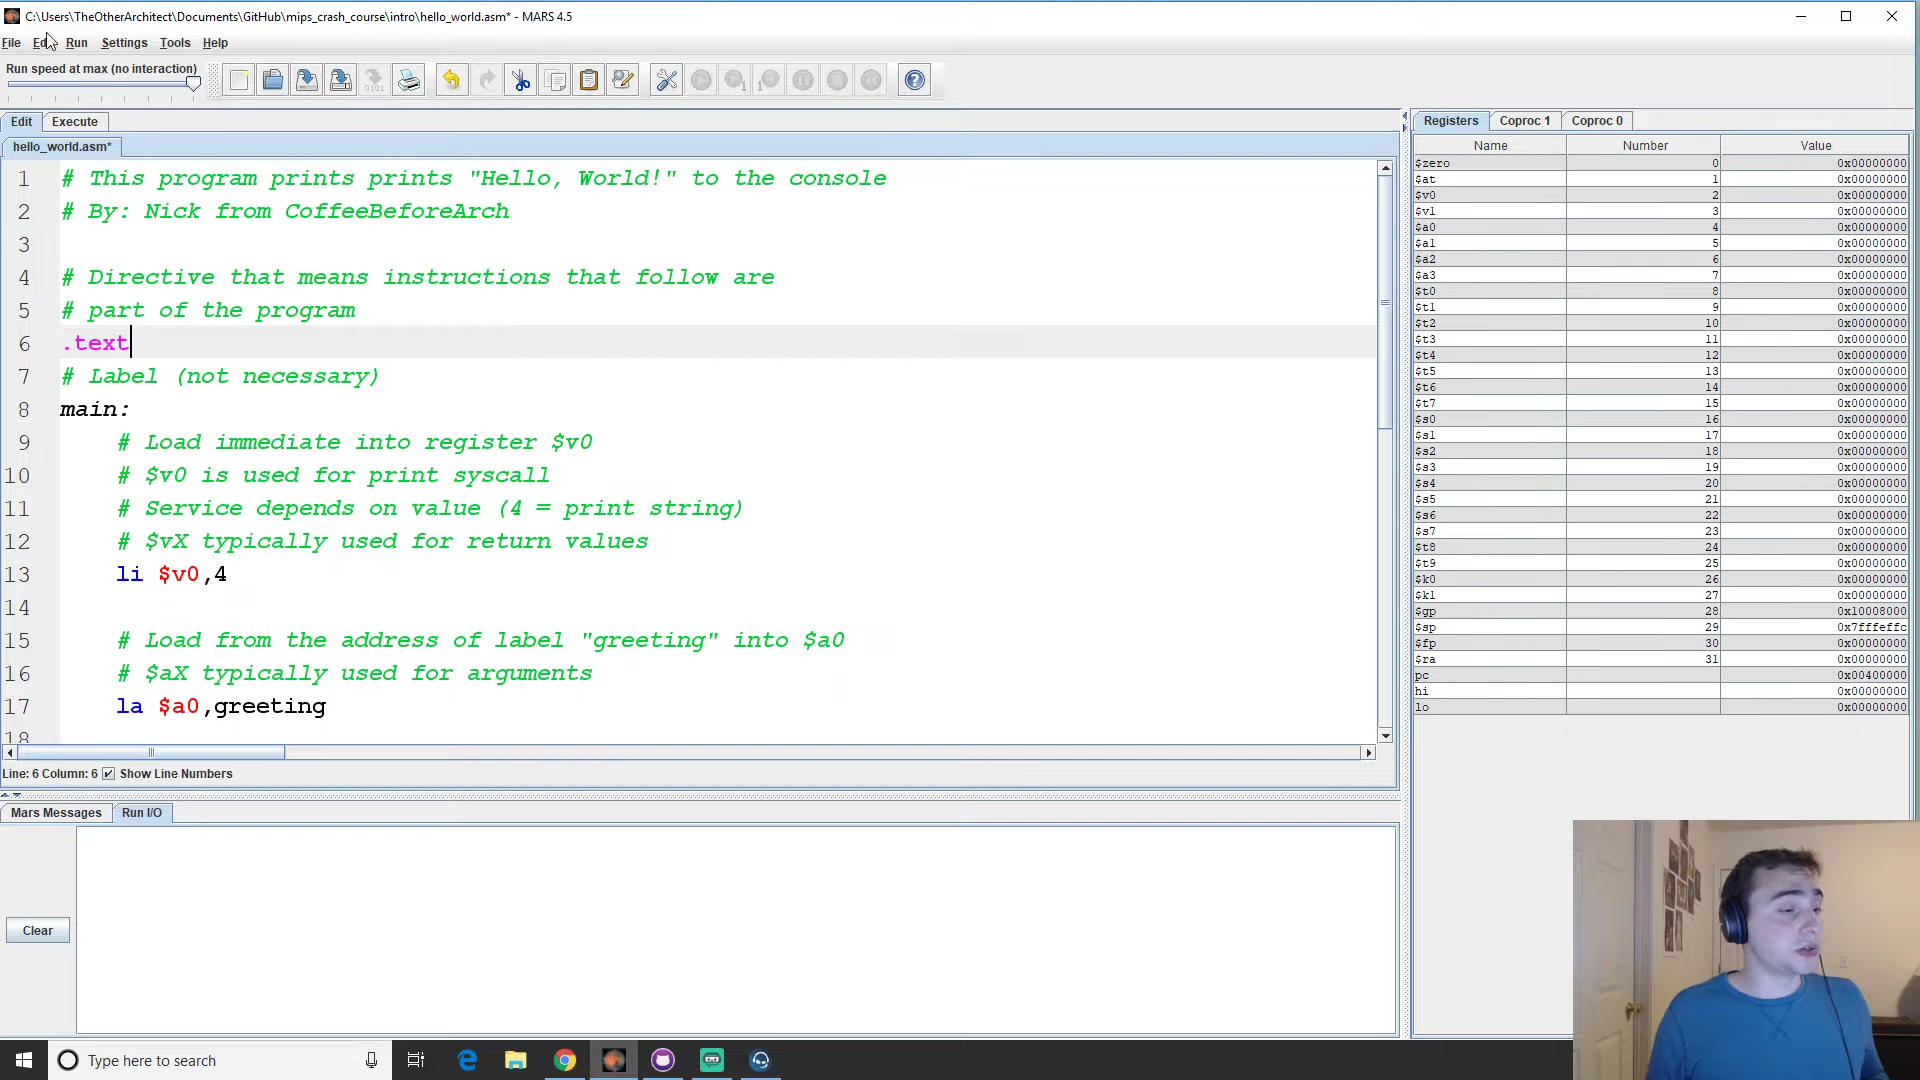 C:\Users\TheOtherArchitect\Documents\GitHub\mips_crash_course\intro\hello_world.asm* - MARS 4.5
File Run Settings Tools Help
Run speed at max (no interaction)
Edit Execute
hello_world.asm*
1 # This program prints prints "Hello, World!" to the console
2 # By: Nick from CoffeeBeforeArch
3
4 # Directive that means instructions that follow are
5 # part of the program
6 .text
7 # Label (not necessary)
8 main:
9 # Load immediate into register $v0
10 # $v0 is used for print syscall
11 # Service depends on value (4 = print string)
12 # $vX typically used for return values
13 li $v0,4
14
15 # Load from the address of label "greeting" into $a0
16 # $aX typically used for arguments
17 la $a0,greeting
18
Line: 6 Column: 6 Show Line Numbers
Mars Messages Run I/O
Clear
Registers Coproc 1 Coproc 0
Name Number Value
$zero 0 0x00000000
$at 1 0x00000000
$v0 2 0x00000000
$v1 3 0x00000000
$a0 4 0x00000000
$a1 5 0x00000000
$a2 6 0x00000000
$a3 7 0x00000000
$t0 8 0x00000000
$t1 9 0x00000000
$t2 10 0x00000000
$t3 11 0x00000000
$t4 12 0x00000000
$t5 13 0x00000000
$t6 14 0x00000000
$t7 15 0x00000000
$s0 16 0x00000000
$s1 17 0x00000000
$s2 18 0x00000000
$s3 19 0x00000000
$s4 20 0x00000000
$s5 21 0x00000000
$s6 22 0x00000000
$s7 23 0x00000000
$t8 24 0x00000000
$t9 25 0x00000000
$k0 26 0x00000000
$k1 27 0x00000000
$gp 28 0x10008000
$sp 29 0x7fffeffc
$fp 30 0x00000000
$ra 31 0x00000000
pc 0x00400000
hi 0x00000000
lo 0x00000000
Type here to search